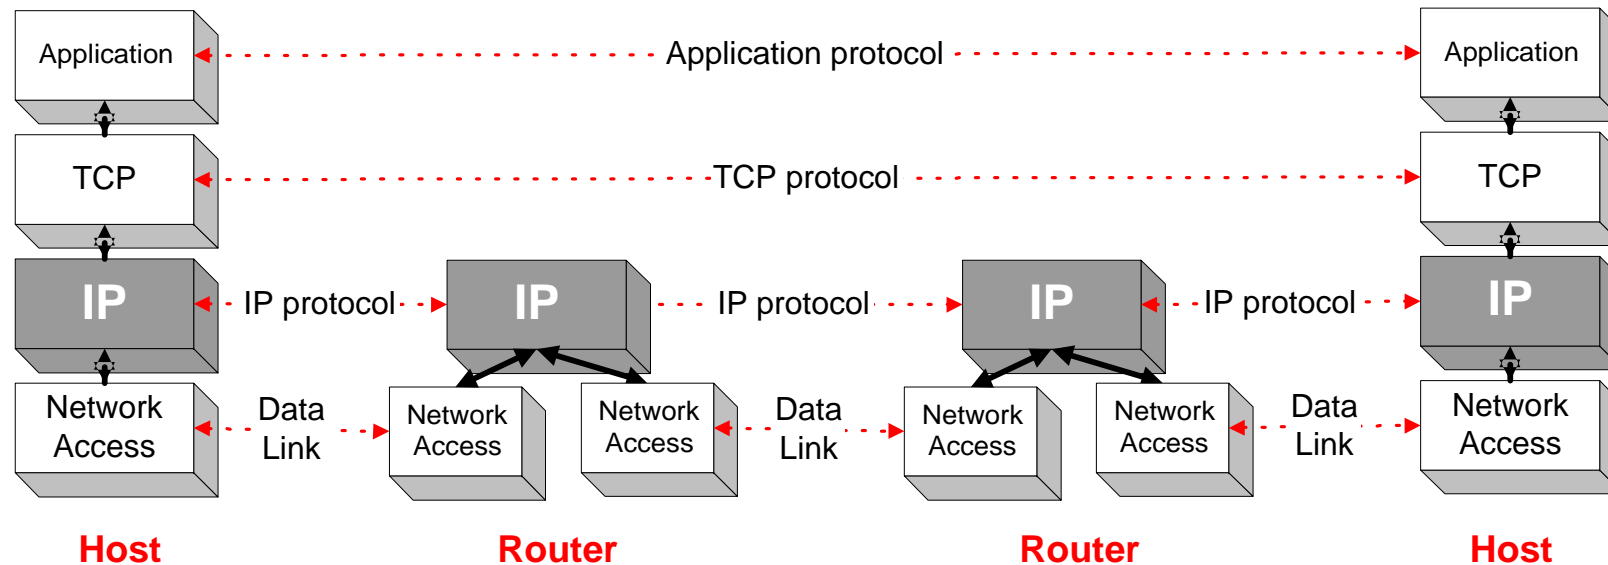 Application
Application protocol
Application
TCP
TCP protocol
TCP
IP
IP protocol
IP
IP protocol
IP
IP protocol
IP
Network
Access
Data
Link
Network
Access
Network
Access
Data
Link
Network
Access
Network
Access
Data
Link
Network
Access
Host
Router
Router
Host